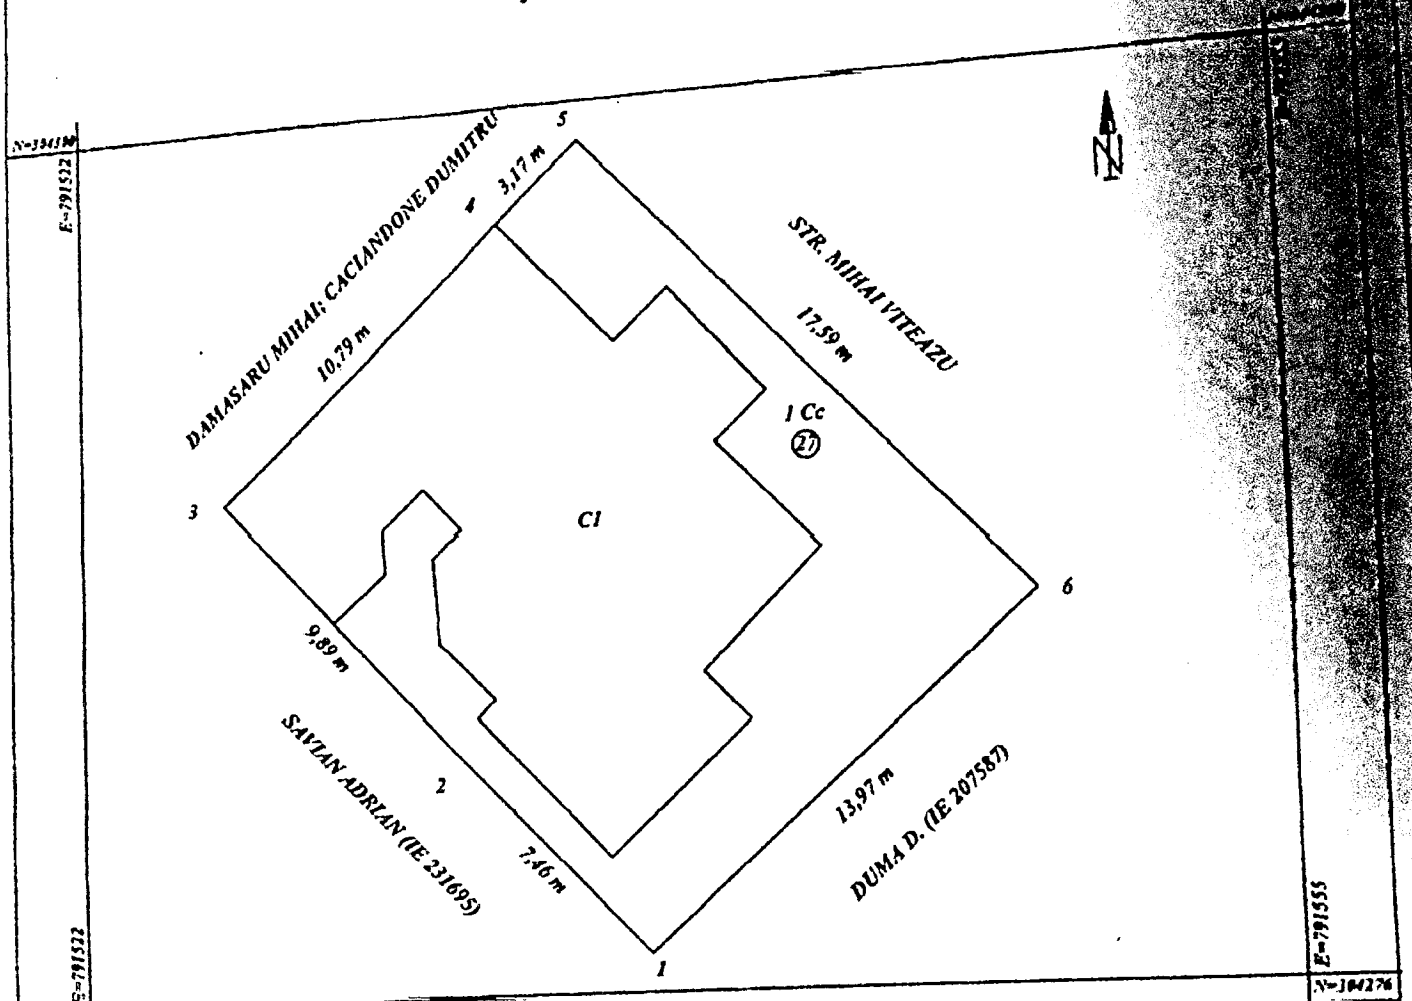 E=791522
5
4
3,17 m
DAMASARU MIHAI; CACIANDONE DUMITRU
10,79 m
N
STR. MIHAI VITEAZU
17,59 m
1 Cc
27
3
C1
6
9,89 m
SAVIAN ADRIAN (IE 231695)
2
7,46 m
13,97 m
DUMA D. (IE 207587)
1
E=791522
E=791555
N=304276